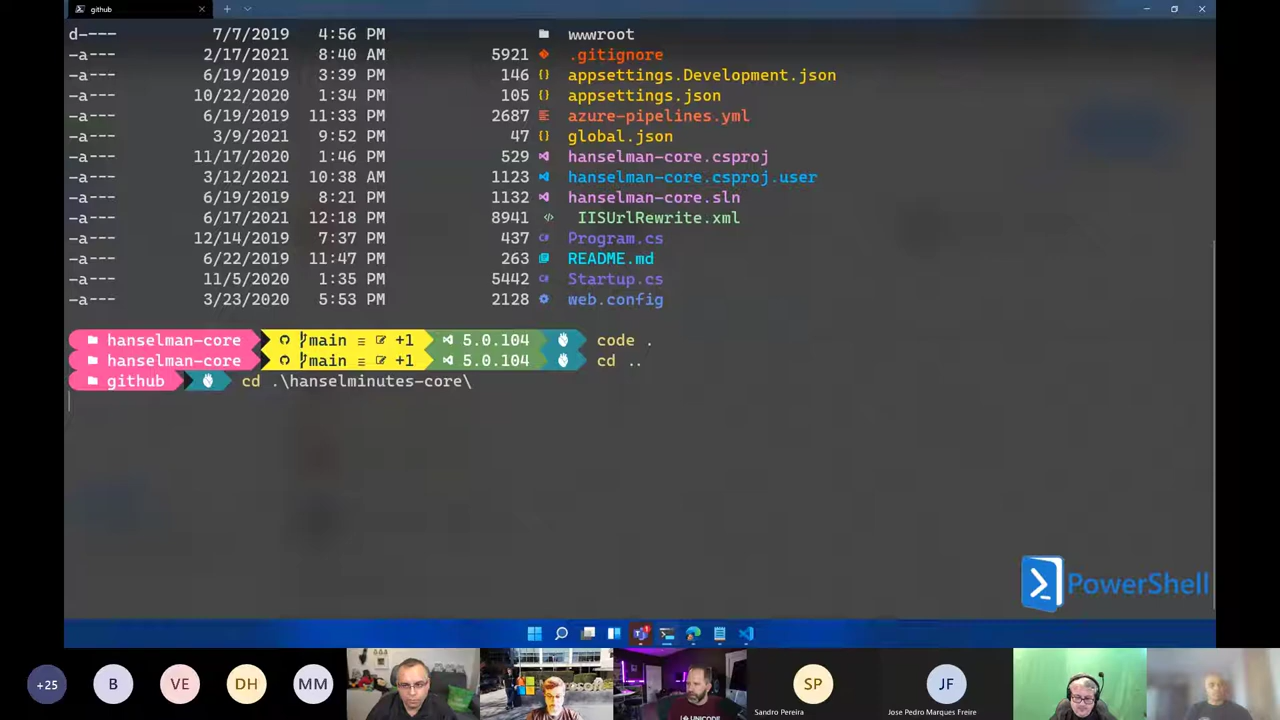 github
d---- 7/7/2019 4:56 PM wwwroot
-a--- 2/17/2021 8:40 AM 5921 .gitignore
-a--- 6/19/2019 3:39 PM 146 {} appsettings.Development.json
-a--- 10/22/2020 1:34 PM 105 {} appsettings.json
-a--- 6/19/2019 11:33 PM 2687 azure-pipelines.yml
-a--- 3/9/2021 9:52 PM 47 {} global.json
-a--- 11/17/2020 1:46 PM 529 hanselman-core.csproj
-a--- 3/12/2021 10:38 AM 1123 hanselman-core.csproj.user
-a--- 6/19/2019 8:21 PM 1132 hanselman-core.sln
-a--- 6/17/2021 12:18 PM 8941 </> IISUrlRewrite.xml
-a--- 12/14/2019 7:37 PM 437 Program.cs
-a--- 6/22/2019 11:47 PM 263 README.md
-a--- 11/5/2020 1:35 PM 5442 Startup.cs
-a--- 3/23/2020 5:53 PM 2128 web.config
hanselman-core main ≡ +1 5.0.104 code .
hanselman-core main ≡ +1 5.0.104 cd ..
github cd .\hanselminutes-core\
PowerShell
+25 B VE DH MM SP JF
Sandro Pereira Jose Pedro Marques Freire
Microsoft
UNICODE